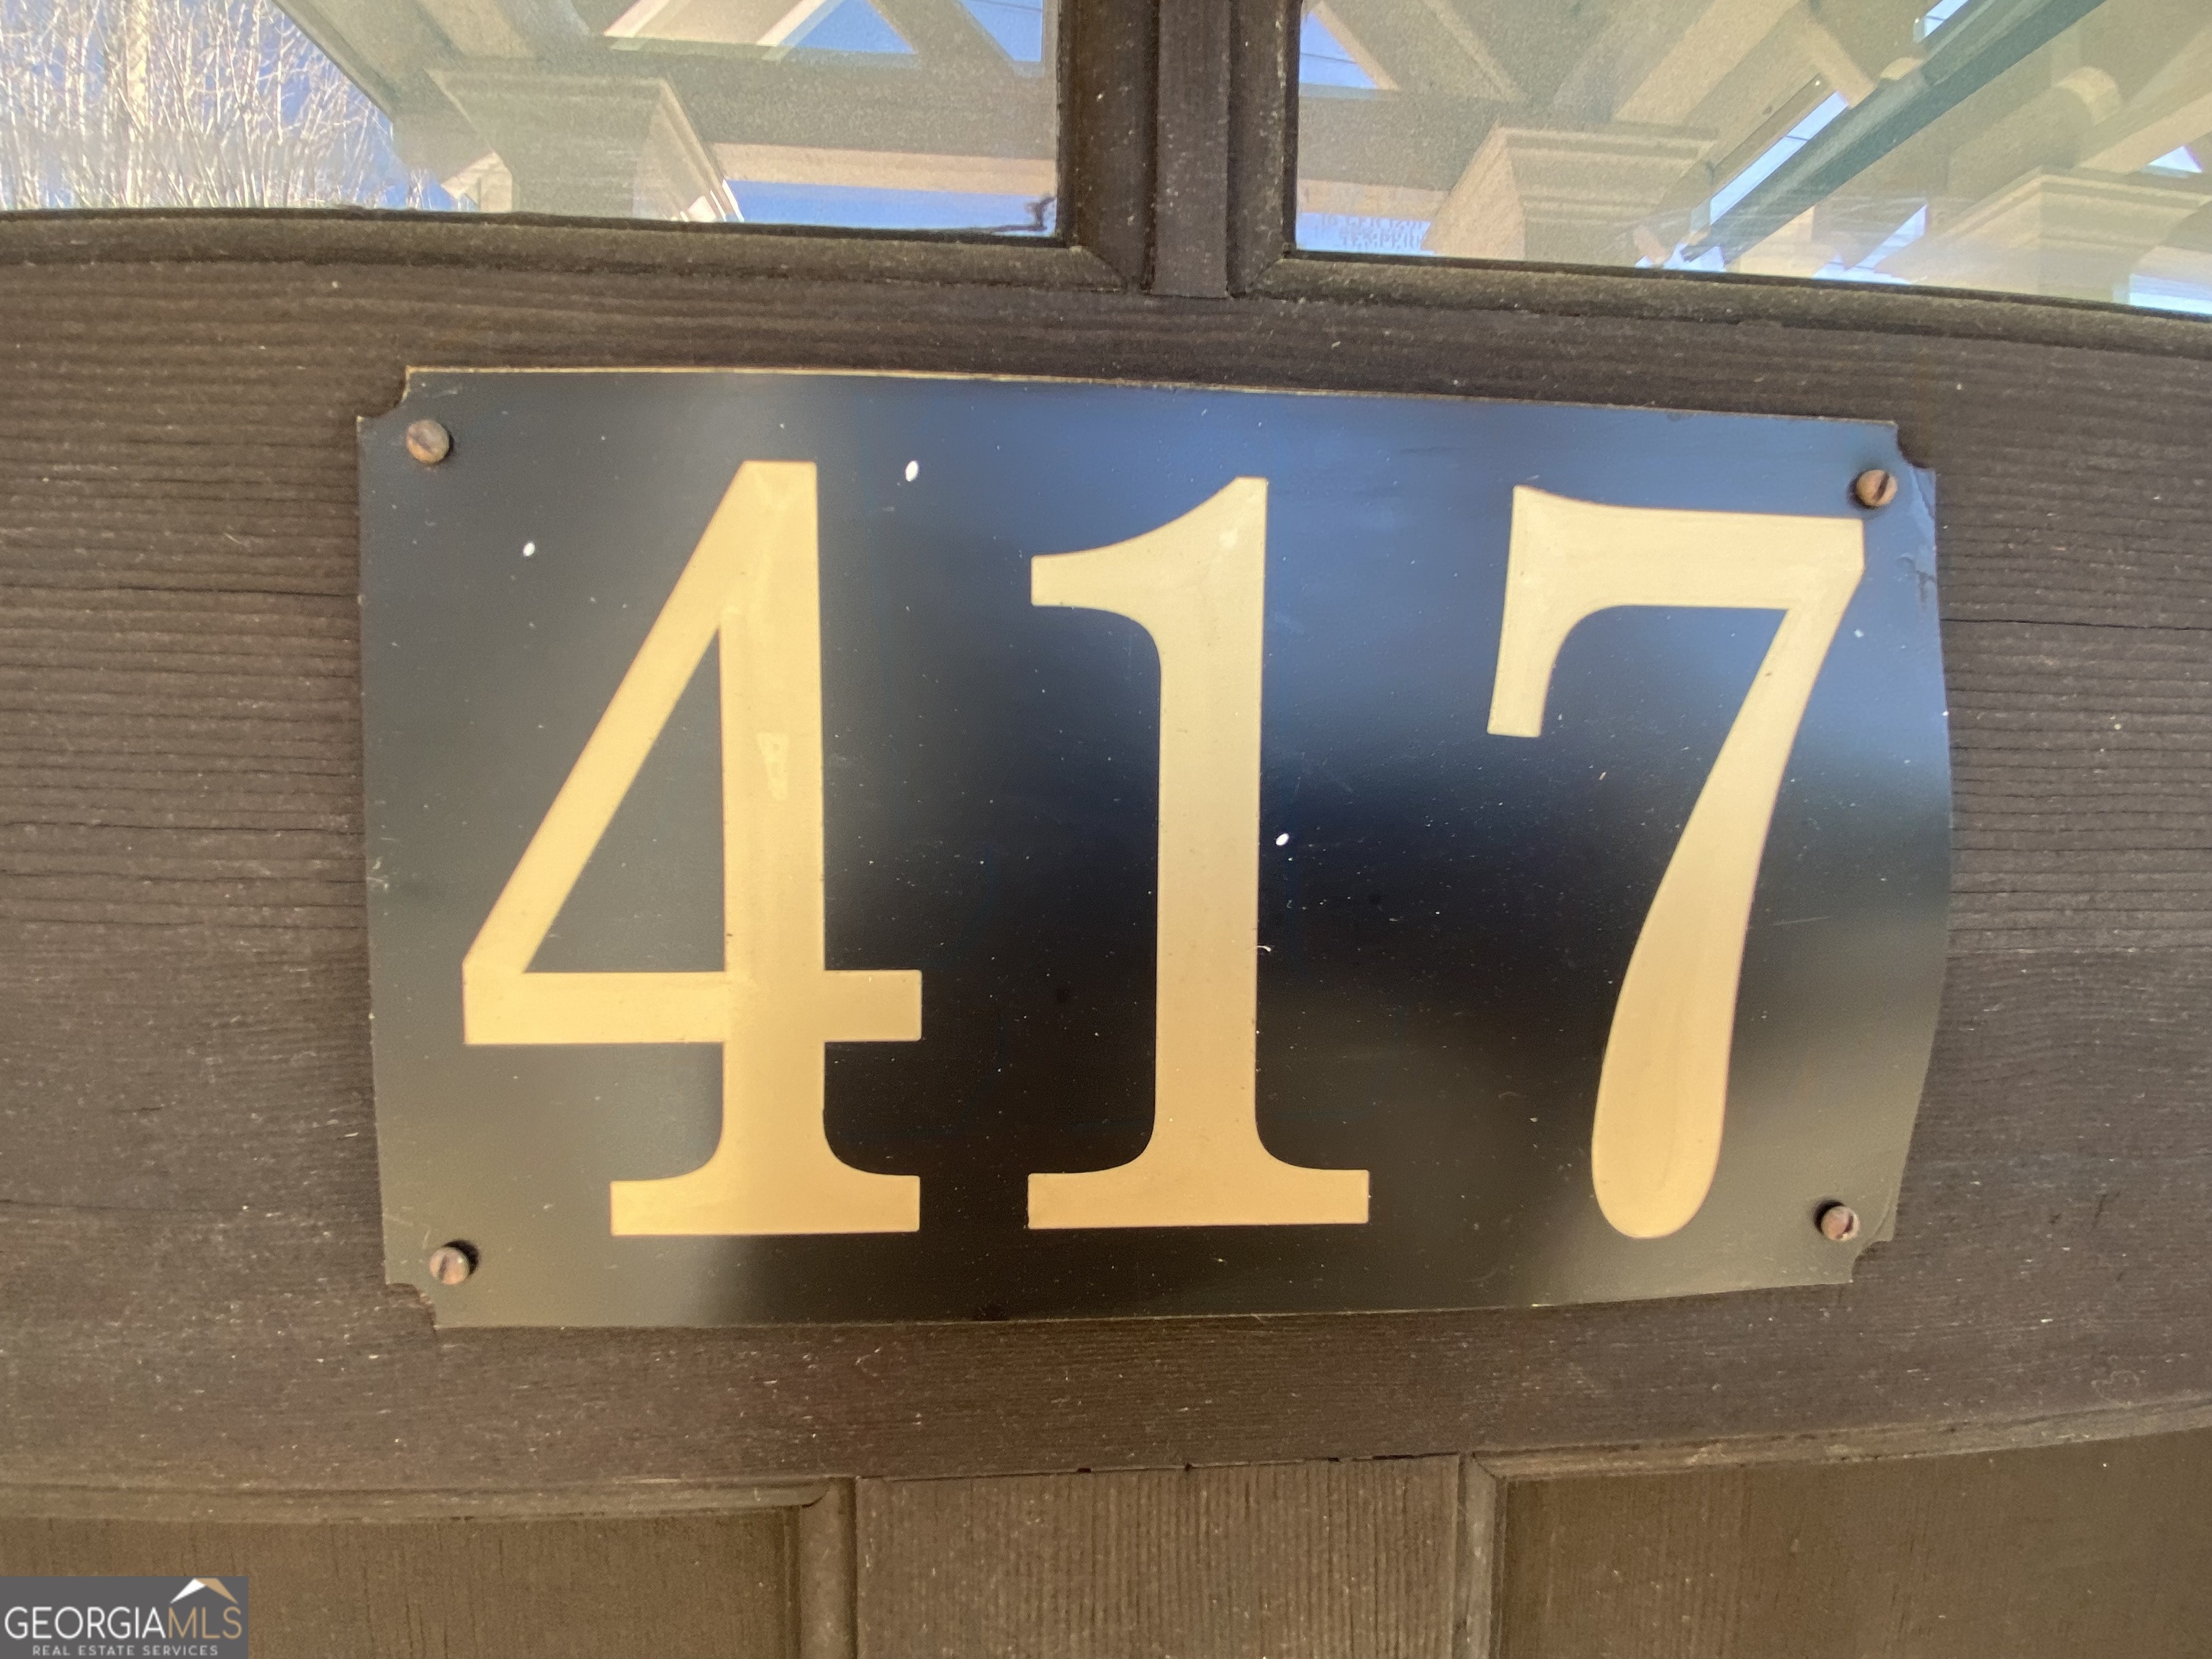 417
GEORGIAMLS
REAL ESTATE SERVICES